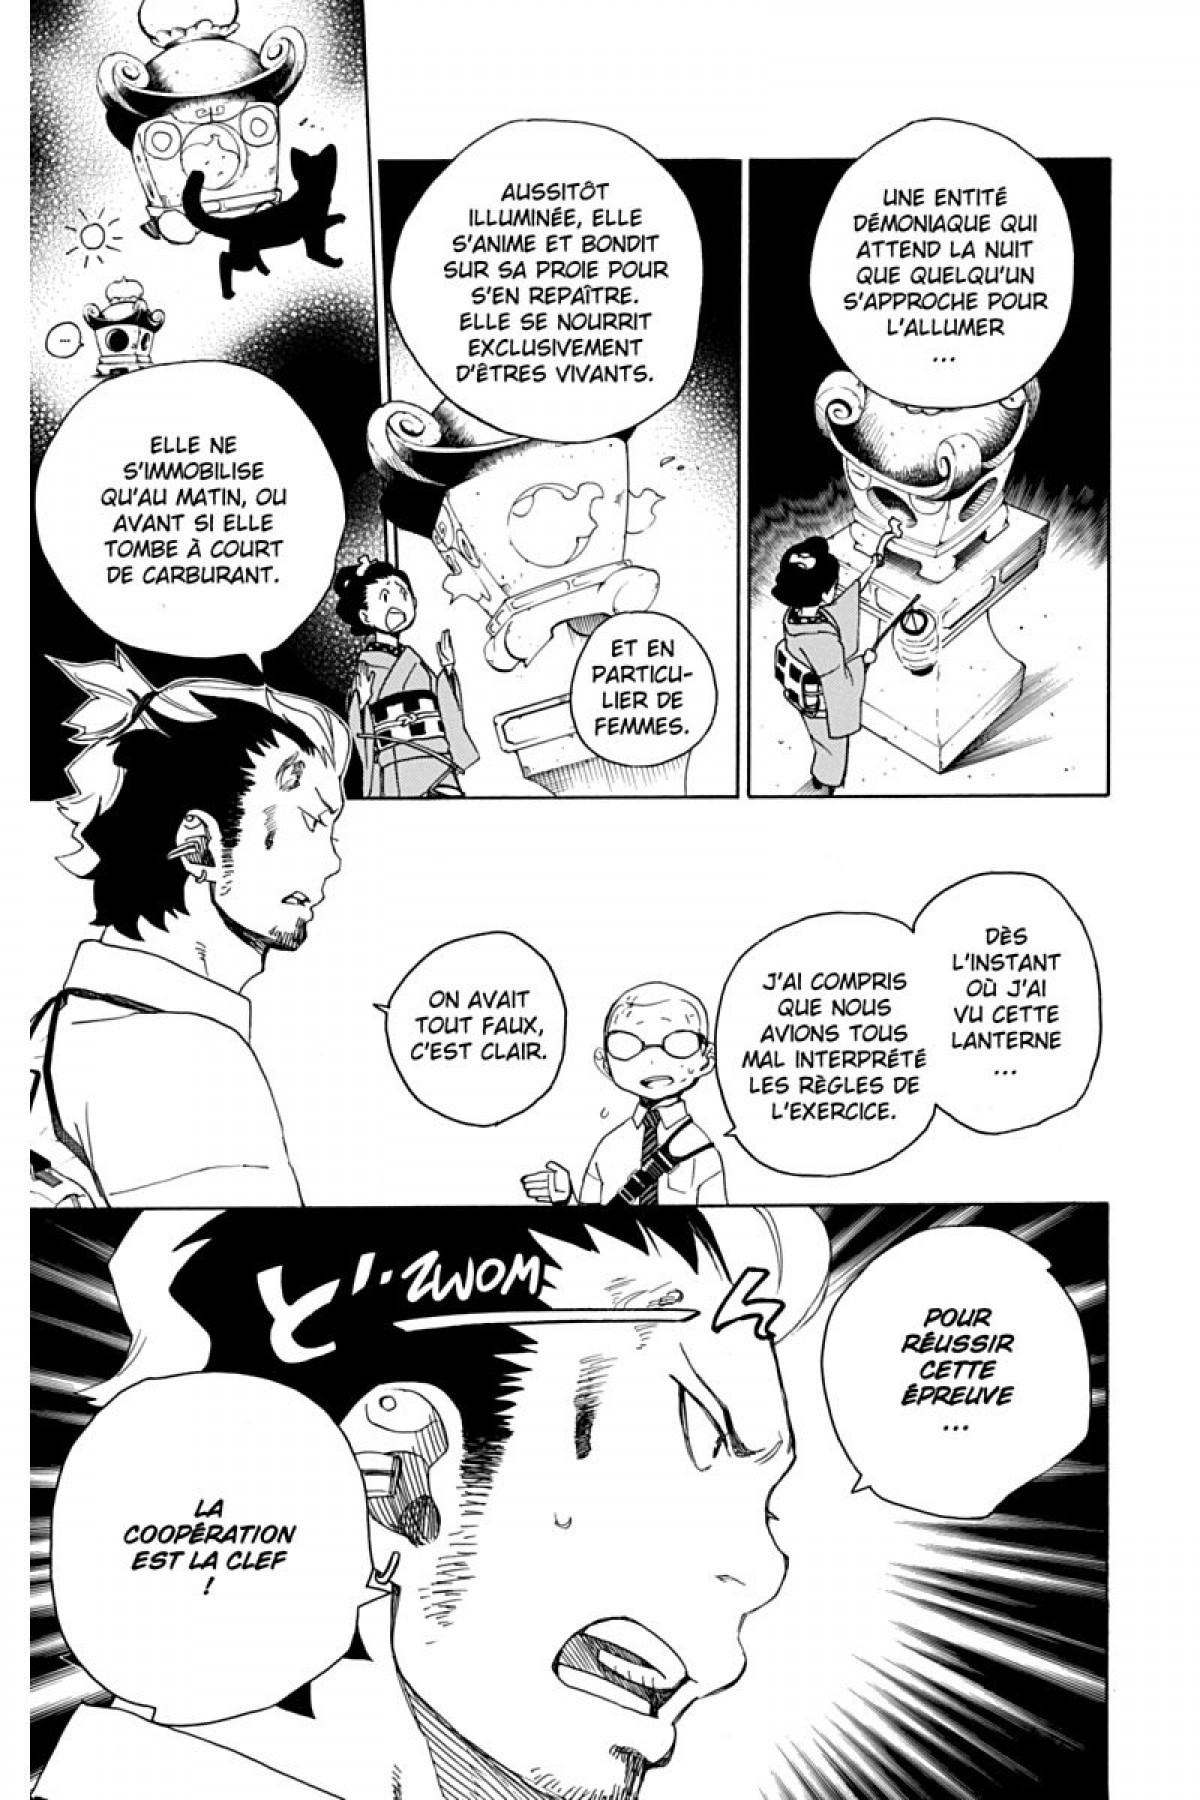 UNE ENTITÉ
DÉMONIAQUE QUI
ATTEND LA NUIT
QUE QUELQU'UN
S'APPROCHE POUR
L'ALLUMER
...
AUSSITÔT
ILLUMINÉE, ELLE
S'ANIME ET BONDIT
SUR SA PROIE POUR
S'EN REPAÎTRE.
ELLE SE NOURRIT
EXCLUSIVEMENT
D'ÊTRES VIVANTS.
ET EN
PARTICU-
LIER DE
FEMMES.
...
ELLE NE
S'IMMOBILISE
QU'AU MATIN, OU
AVANT SI ELLE
TOMBE À COURT
DE CARBURANT.
DÈS
L'INSTANT
OÙ J'AI
VU CETTE
LANTERNE
...
J'AI COMPRIS
QUE NOUS
AVIONS TOUS
MAL INTERPRÉTÉ
LES RÈGLES DE
L'EXERCICE.
ON AVAIT
TOUT FAUX,
C'EST CLAIR.
POUR
RÉUSSIR
CETTE
ÉPREUVE
...
ど・・ZWOM
ん
LA
COOPÉRATION
EST LA CLEF
!